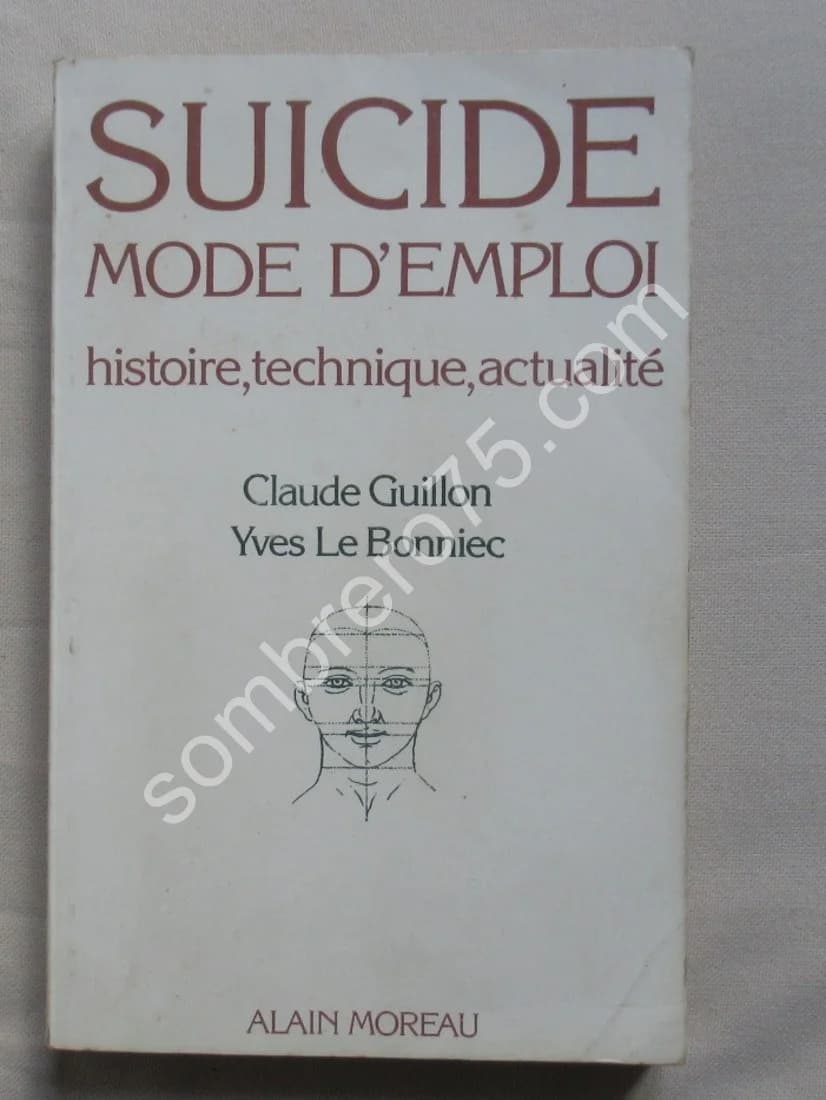 SUICIDE
MODE D'EMPLOI
histoire, technique, actualité
Claude Guillon
Yves Le Bonniec
ALAIN MOREAU
sombrero75.com